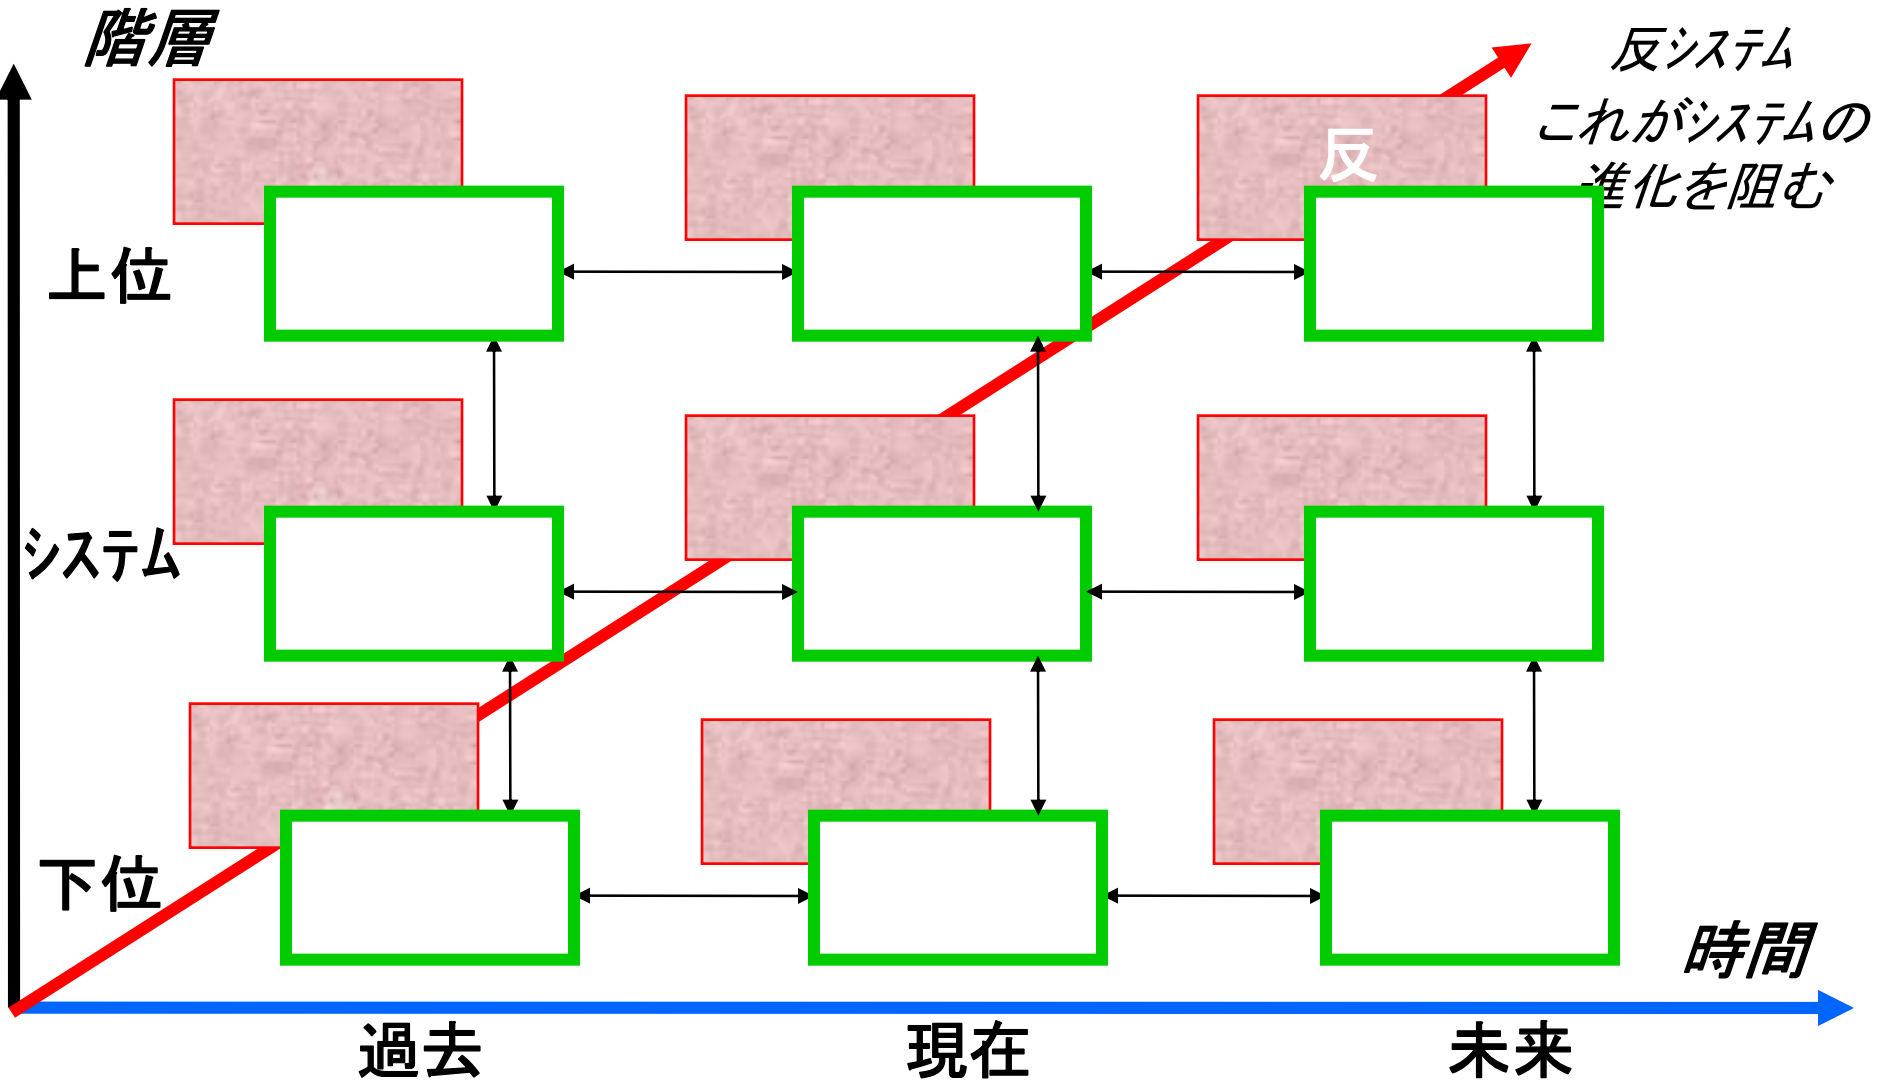 階層
反システム
これがシステムの
進化を阻む
反
上位
システム
下位
時間
過去
現在
未来